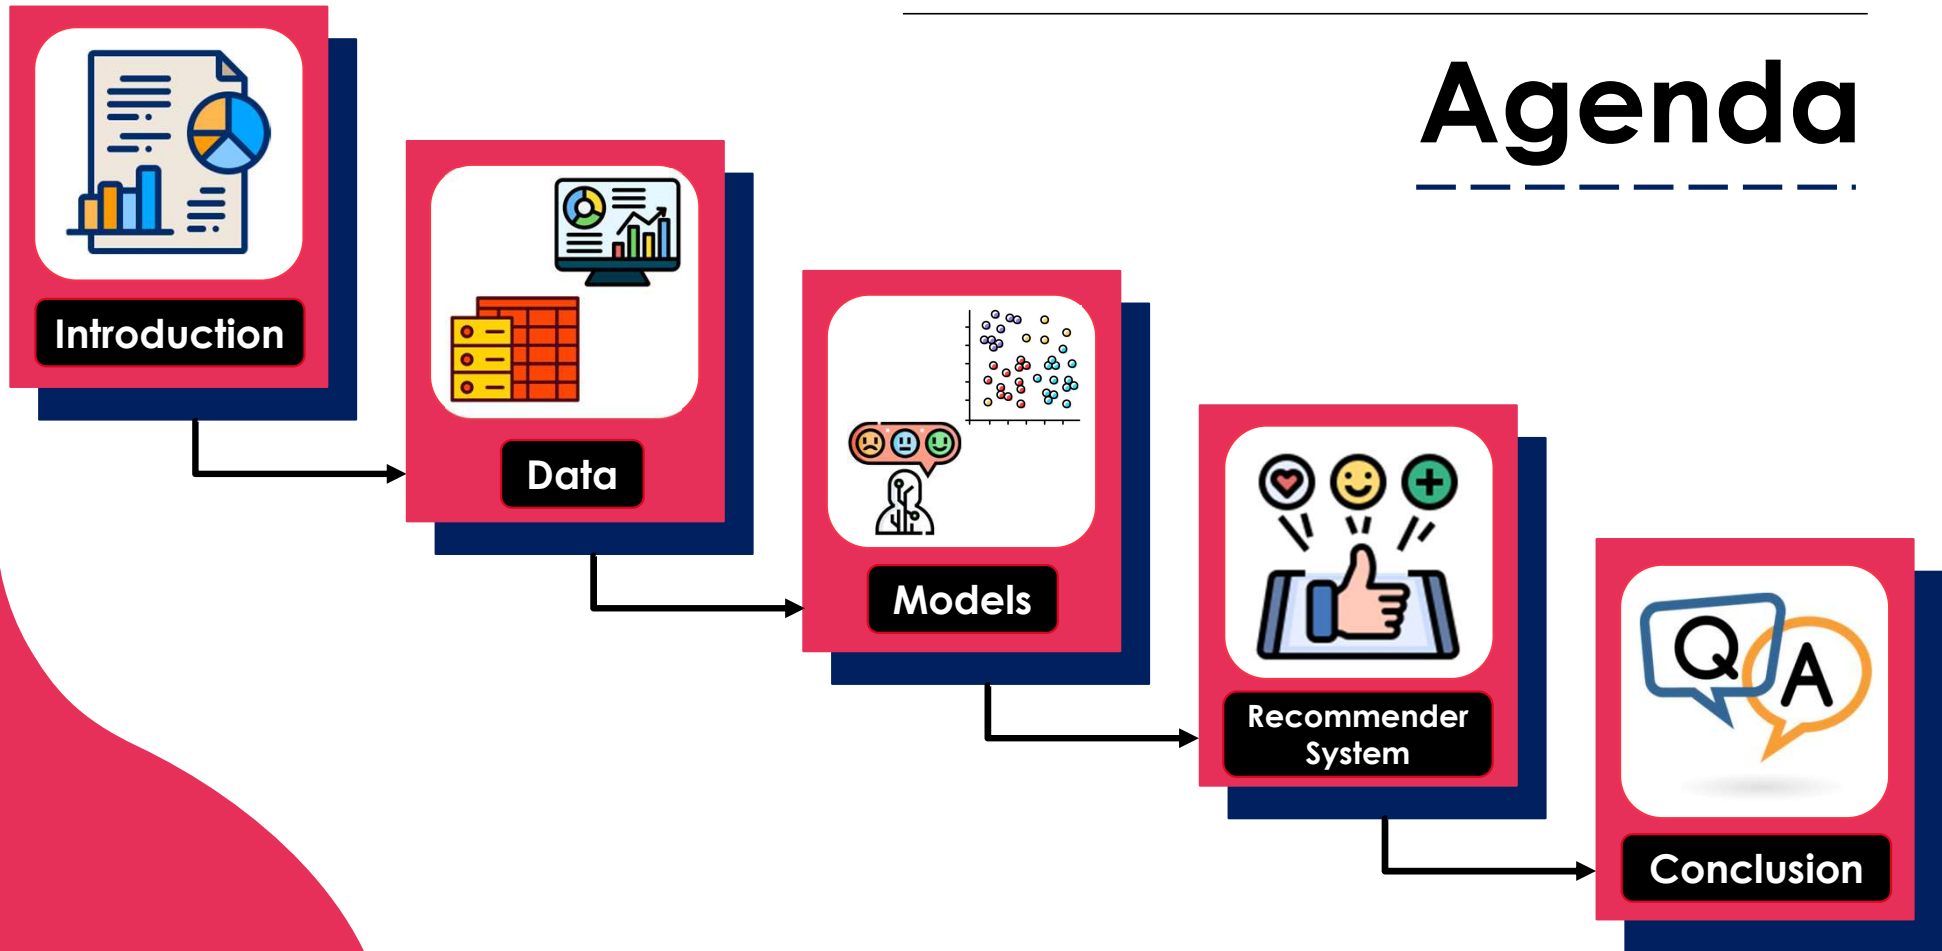 Agenda
Introduction
Data
Models
Recommender
System
Q A
Conclusion